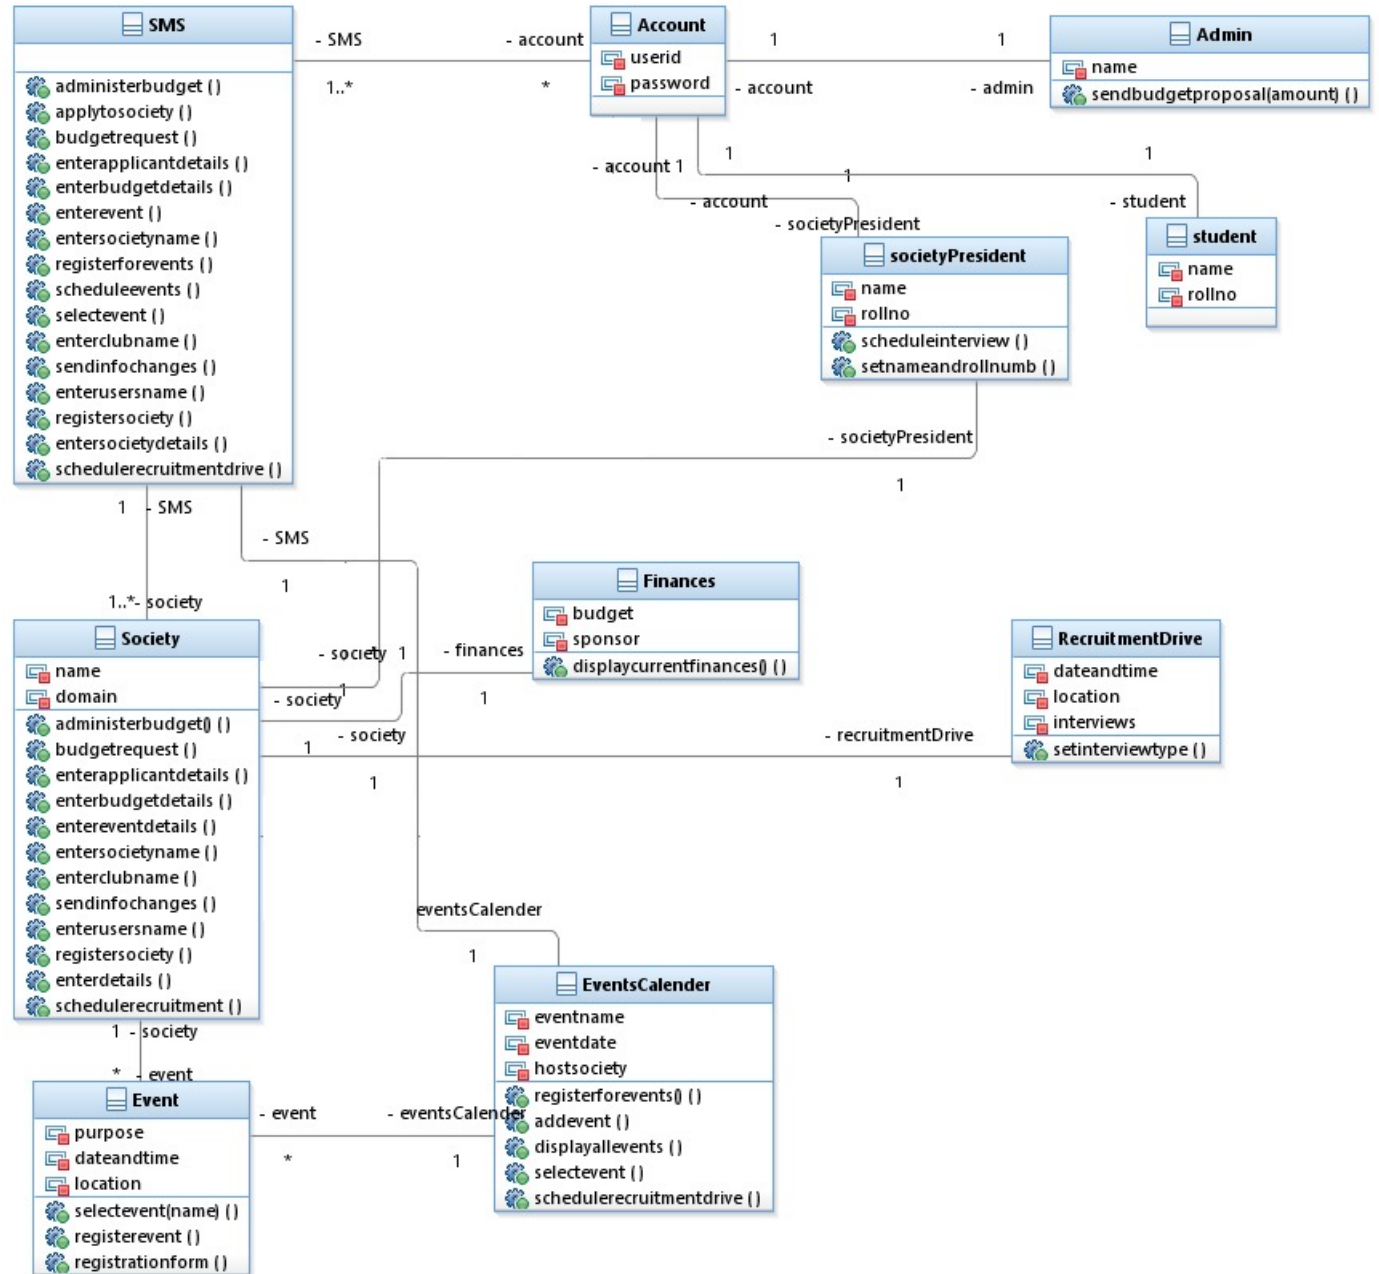 SMS
administerbudget ( )
applytosociety ( )
budgetrequest ( )
enterapplicantdetails ( )
enterbudgetdetails ( )
enterevent ( )
entersocietyname ( )
registerforevents ( )
scheduleevents ( )
selectevent ( )
enterclubname ( )
sendinfochanges ( )
enterusersname ( )
registersociety ( )
entersocietydetails ( )
schedulerecruitmentdrive ( )
- SMS
- account
1..*
*
Account
userid
password
1
1
- account
- admin
Admin
name
sendbudgetproposal(amount) ( )
- account 1
1
1
1
- account
- student
- societyPresident
societyPresident
name
rollno
scheduleinterview ( )
setnameandrollnumb ( )
student
name
rollno
- societyPresident
1
1
- SMS
- SMS
1
1..*
- society
Society
name
domain
administerbudget() ( )
budgetrequest ( )
enterapplicantdetails ( )
enterbudgetdetails ( )
entereventdetails ( )
entersocietyname ( )
enterclubname ( )
sendinfochanges ( )
enterusersname ( )
registersociety ( )
enterdetails ( )
schedulerecruitment ( )
- society
1
- finances
1
- society
1
1
- society
1
- recruitmentDrive
1
Finances
budget
sponsor
displaycurrentfinances() ( )
RecruitmentDrive
dateandtime
location
interviews
setinterviewtype ( )
eventsCalender
1
EventsCalender
eventname
eventdate
hostsociety
registerforevents() ( )
addevent ( )
displayallevents ( )
selectevent ( )
schedulerecruitmentdrive ( )
1
- society
*
- event
Event
purpose
dateandtime
location
selectevent(name) ( )
registerevent ( )
registrationform ( )
- event
- eventsCalender
*
1